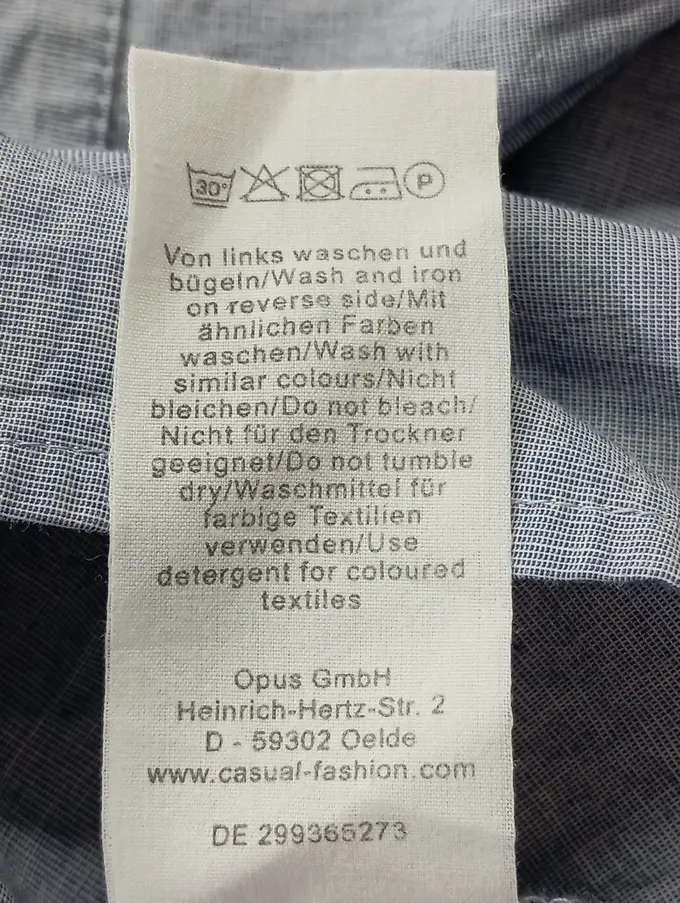 30°
P
Von links waschen und
bügeln/Wash and iron
on reverse side/Mit
ähnlichen Farben
waschen/Wash with
similar colours/Nicht
bleichen/Do not bleach/
Nicht für den Trockner
geeignet/Do not tumble
dry/Waschmittel für
farbige Textilien
verwenden/Use
detergent for coloured
textiles
Opus GmbH
Heinrich-Hertz-Str. 2
D - 59302 Oelde
www.casual-fashion.com
DE 299365273